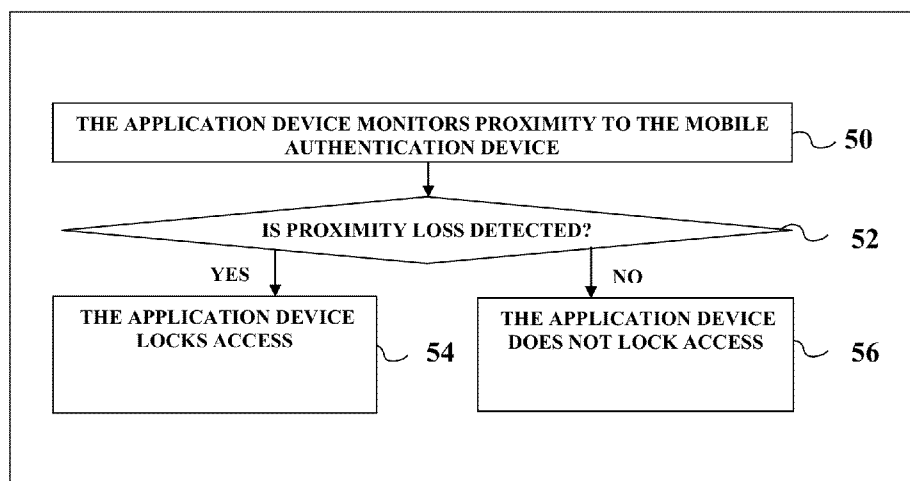 THE APPLICATION DEVICE MONITORS PROXIMITY TO THE MOBILE
AUTHENTICATION DEVICE
50
IS PROXIMITY LOSS DETECTED?
52
YES
NO
THE APPLICATION DEVICE
LOCKS ACCESS
54
THE APPLICATION DEVICE
DOES NOT LOCK ACCESS
56